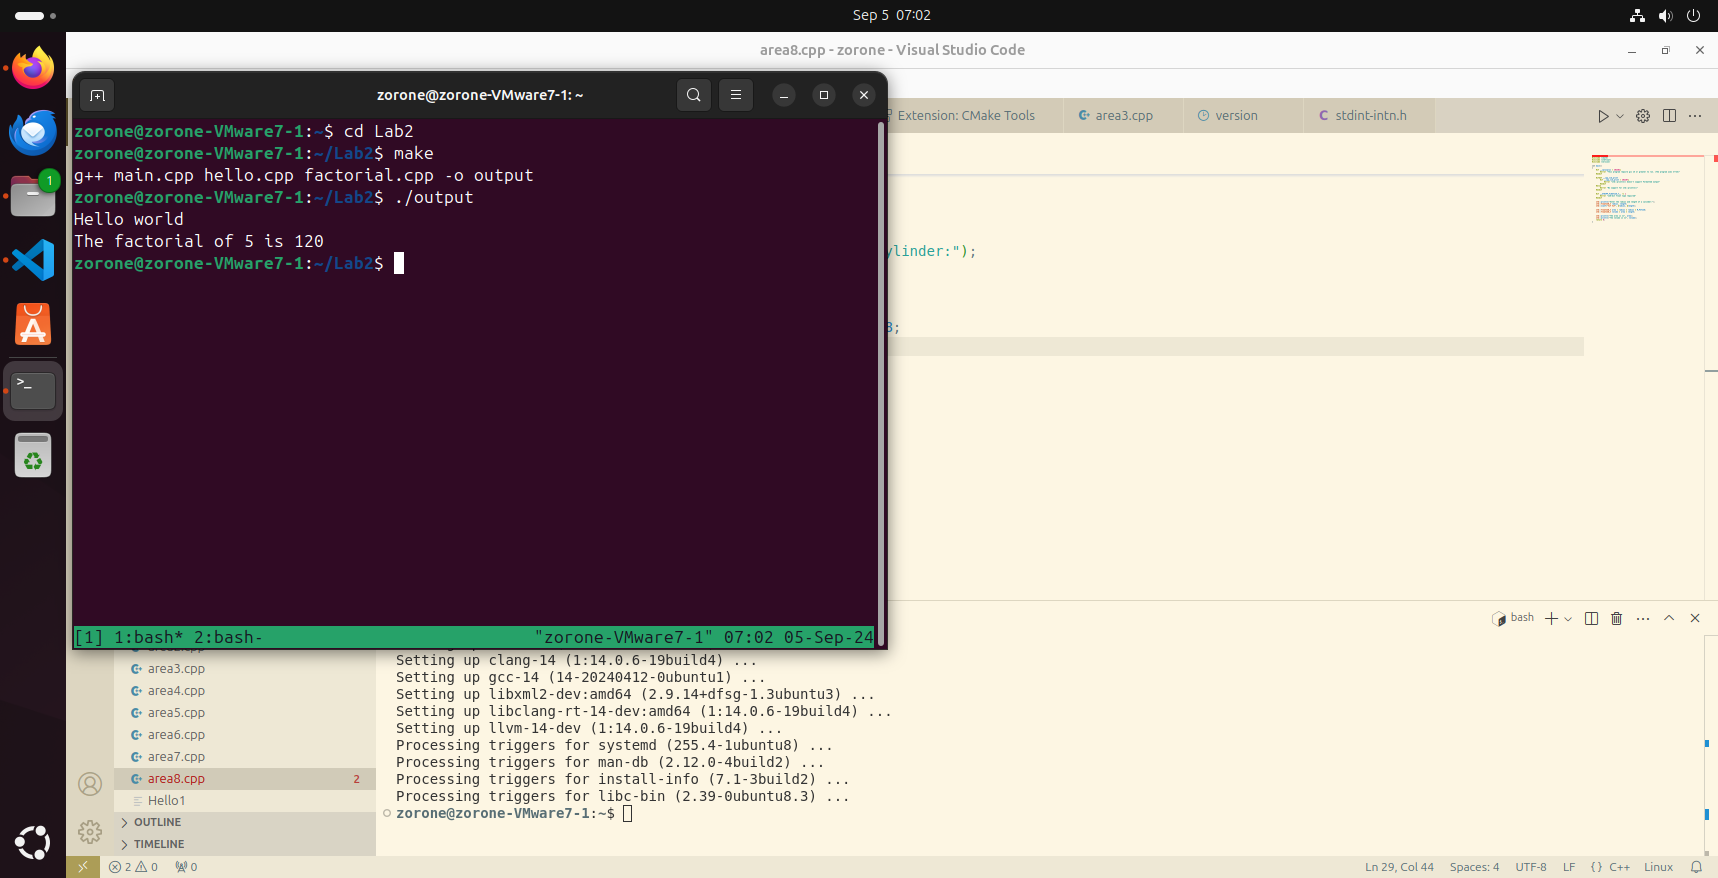 Sep 5 07:02
area8.cpp - zorone - Visual Studio Code
zorone@zorone-VMware7-1: ~
Extension: CMake Tools
area3.cpp
version
C stdint-intn.h
zorone@zorone-VMware7-1:~$ cd Lab2
zorone@zorone-VMware7-1:~/Lab2$ make
g++ main.cpp hello.cpp factorial.cpp -o output
zorone@zorone-VMware7-1:~/Lab2$ ./output
Hello world
The factorial of 5 is 120
zorone@zorone-VMware7-1:~/Lab2$
ylinder:");
3;
[1] 1:bash* 2:bash- "zorone-VMware7-1" 07:02 05-Sep-24
1
>_
bash
area3.cpp
area4.cpp
area5.cpp
area6.cpp
area7.cpp
area8.cpp 2
Hello1
OUTLINE
TIMELINE
Setting up clang-14 (1:14.0.6-19build4) ...
Setting up gcc-14 (14-20240412-0ubuntu1) ...
Setting up libxml2-dev:amd64 (2.9.14+dfsg-1.3ubuntu3) ...
Setting up libclang-rt-14-dev:amd64 (1:14.0.6-19build4) ...
Setting up llvm-14-dev (1:14.0.6-19build4) ...
Processing triggers for systemd (255.4-1ubuntu8) ...
Processing triggers for man-db (2.12.0-4build2) ...
Processing triggers for install-info (7.1-3build2) ...
Processing triggers for libc-bin (2.39-0ubuntu8.3) ...
zorone@zorone-VMware7-1:~$
2 0 0
Ln 29, Col 44 Spaces: 4 UTF-8 LF {} C++ Linux